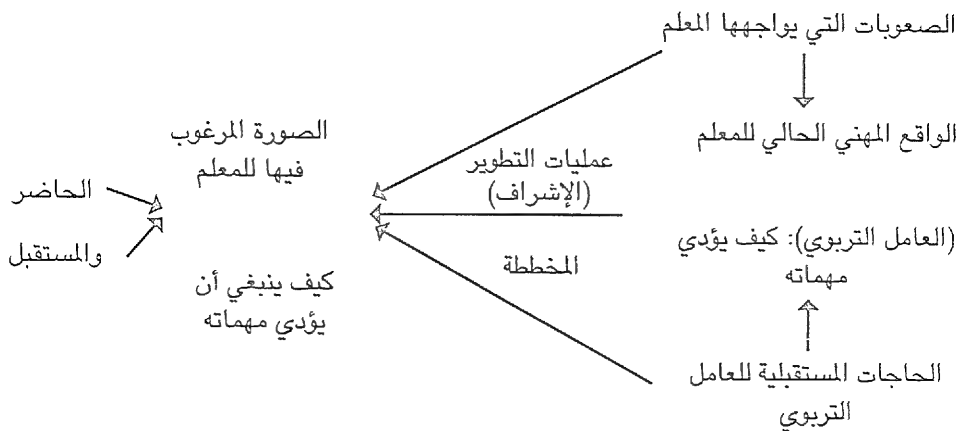 الصعوبات التي يواجهها المعلم
الواقع المهني الحالي للمعلم
(العامل التربوي): كيف يؤدي
مهماته
الحاجات المستقبلية للعامل
التربوي
عمليات التطوير
(الإشراف)
المخططة
الصورة المرغوب
فيها للمعلم
كيف ينبغي أن
يؤدي مهماته
الحاضر
والمستقبل